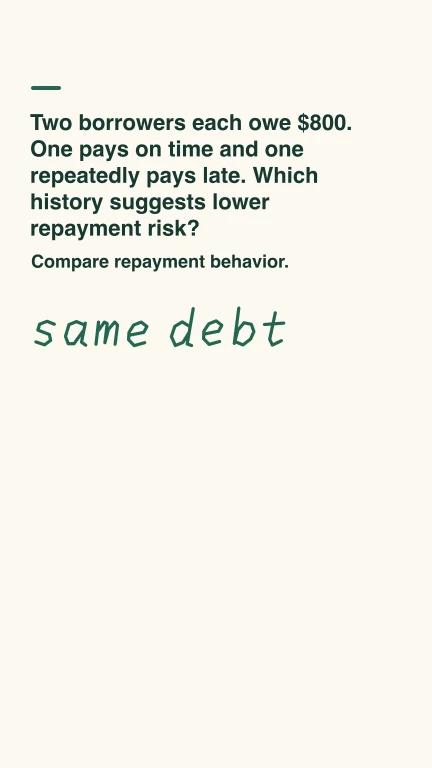 Two borrowers each owe $800.
One pays on time and one
repeatedly pays late. Which
history suggests lower
repayment risk?
Compare repayment behavior.
same debt